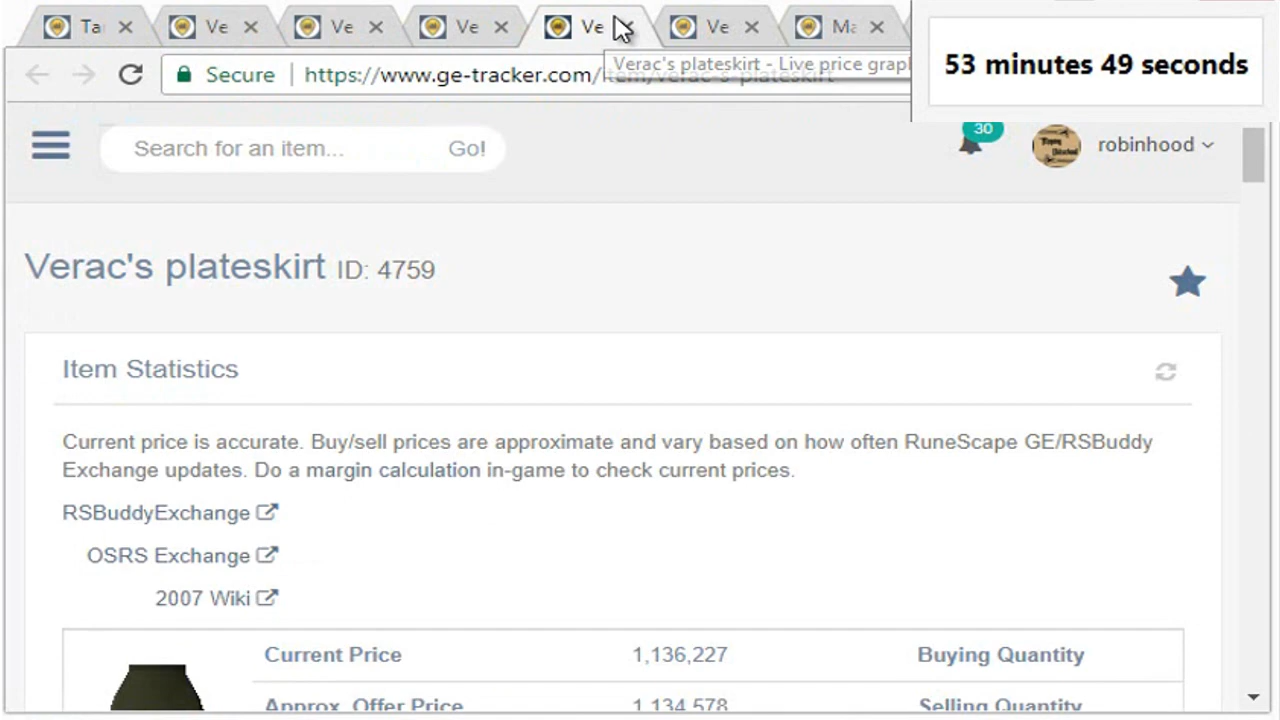 Ta Ve Ve Ve Ve Ve Ma
Secure https://www.ge-tracker.com/item/verac-s-plateskirt
Verac's plateskirt - Live price grap
53 minutes 49 seconds
Search for an item... Go!
30
robinhood
Verac's plateskirt ID: 4759
Item Statistics
Current price is accurate. Buy/sell prices are approximate and vary based on how often RuneScape GE/RSBuddy
Exchange updates. Do a margin calculation in-game to check current prices.
RSBuddyExchange
OSRS Exchange
2007 Wiki
Current Price 1,136,227 Buying Quantity
Approx. Offer Price 1,134,578 Selling Quantity